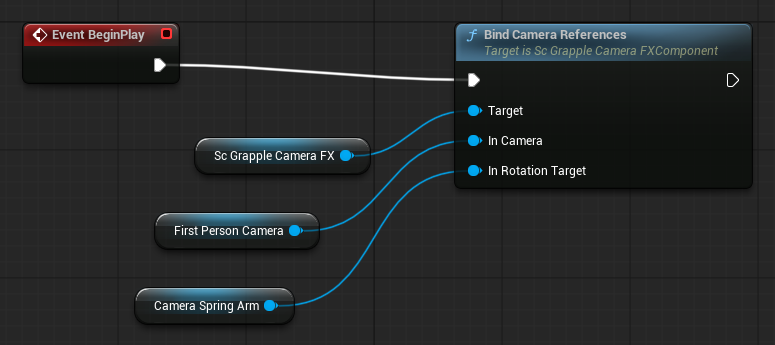 Event BeginPlay
Bind Camera References
Target is Sc Grapple Camera FXComponent
Target
Sc Grapple Camera FX
In Camera
In Rotation Target
First Person Camera
Camera Spring Arm